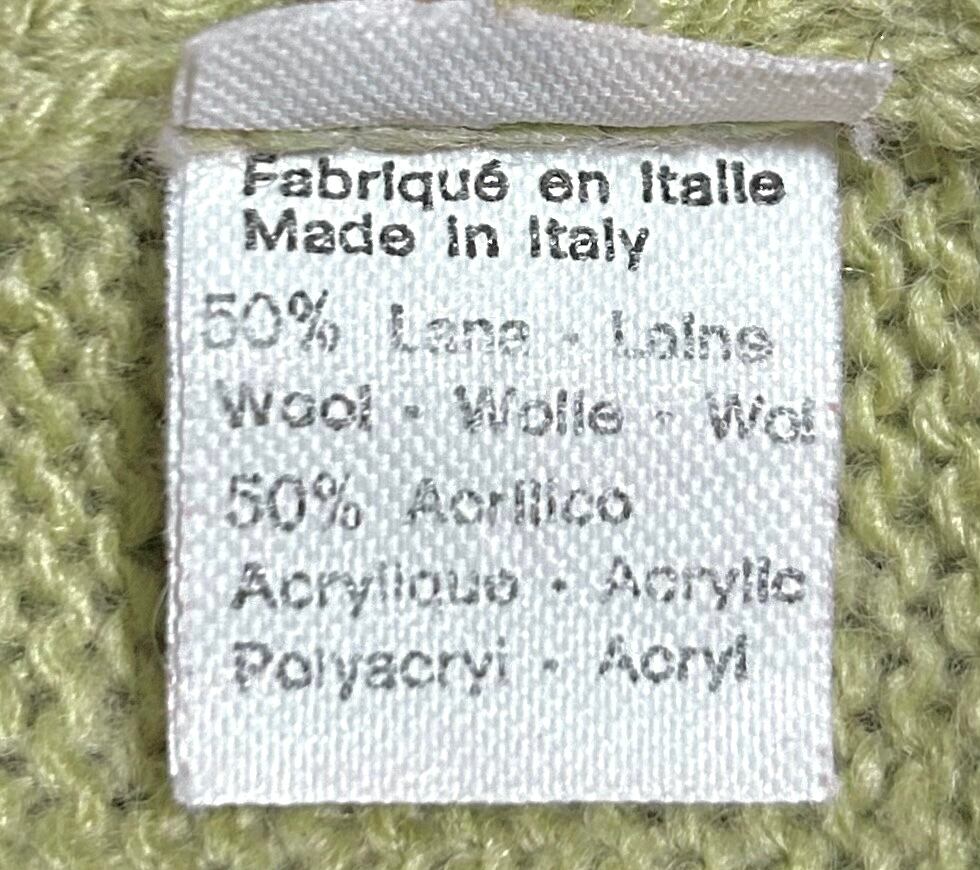 Fabriqué en Italie
Made in Italy
50% Lana - Laine
Wool - Wolle - Wol
50% Acrilico
Acrylique - Acrylic
Polyacryl - Acryl